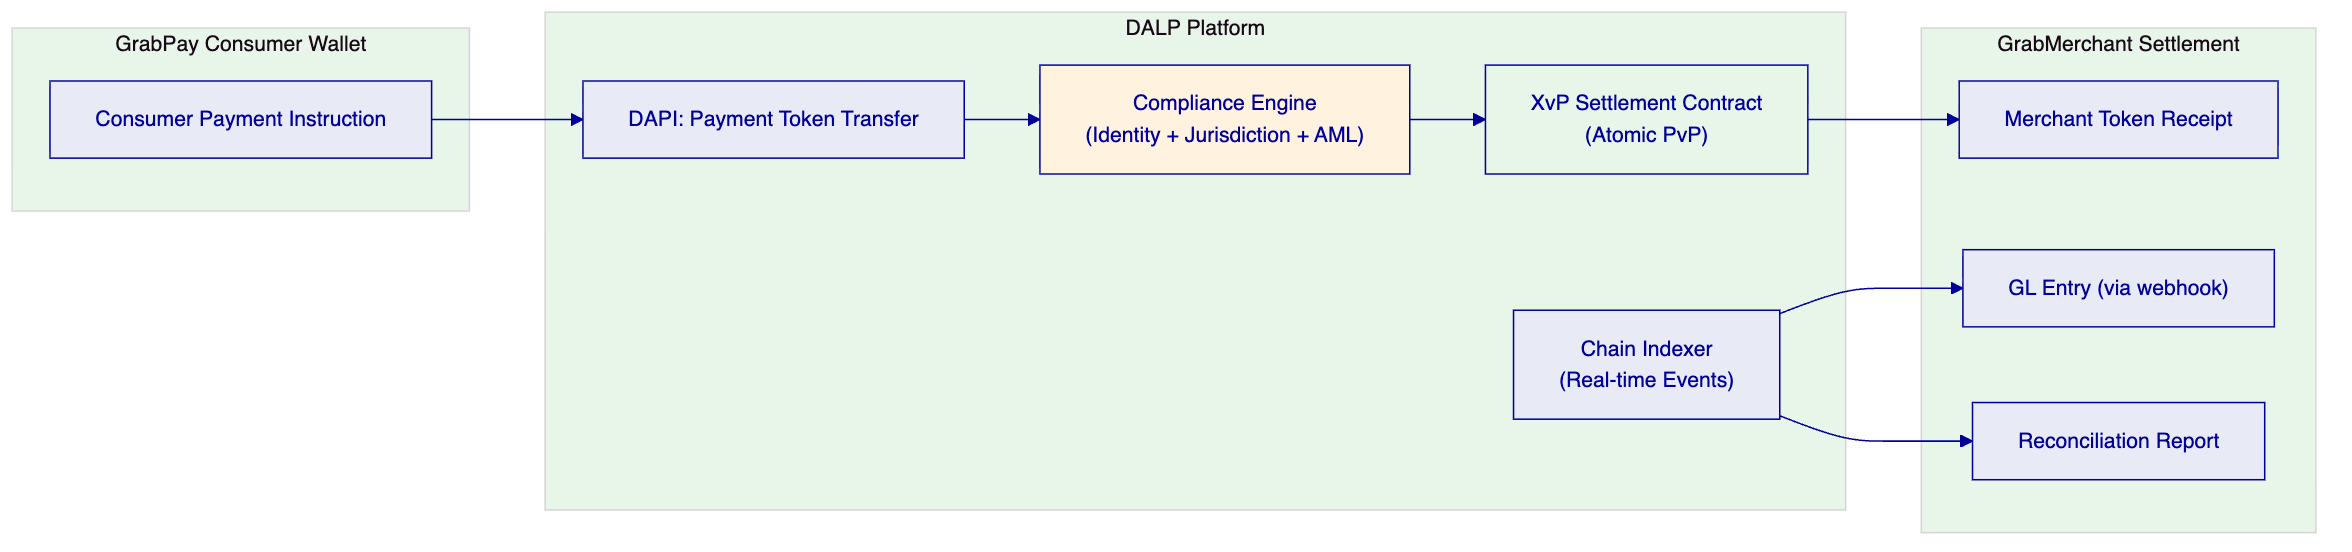 GrabPay Consumer Wallet
Consumer Payment Instruction
DALP Platform
DAPI: Payment Token Transfer
Compliance Engine
(Identity + Jurisdiction + AML)
XvP Settlement Contract
(Atomic PvP)
Chain Indexer
(Real-time Events)
GrabMerchant Settlement
Merchant Token Receipt
GL Entry (via webhook)
Reconciliation Report